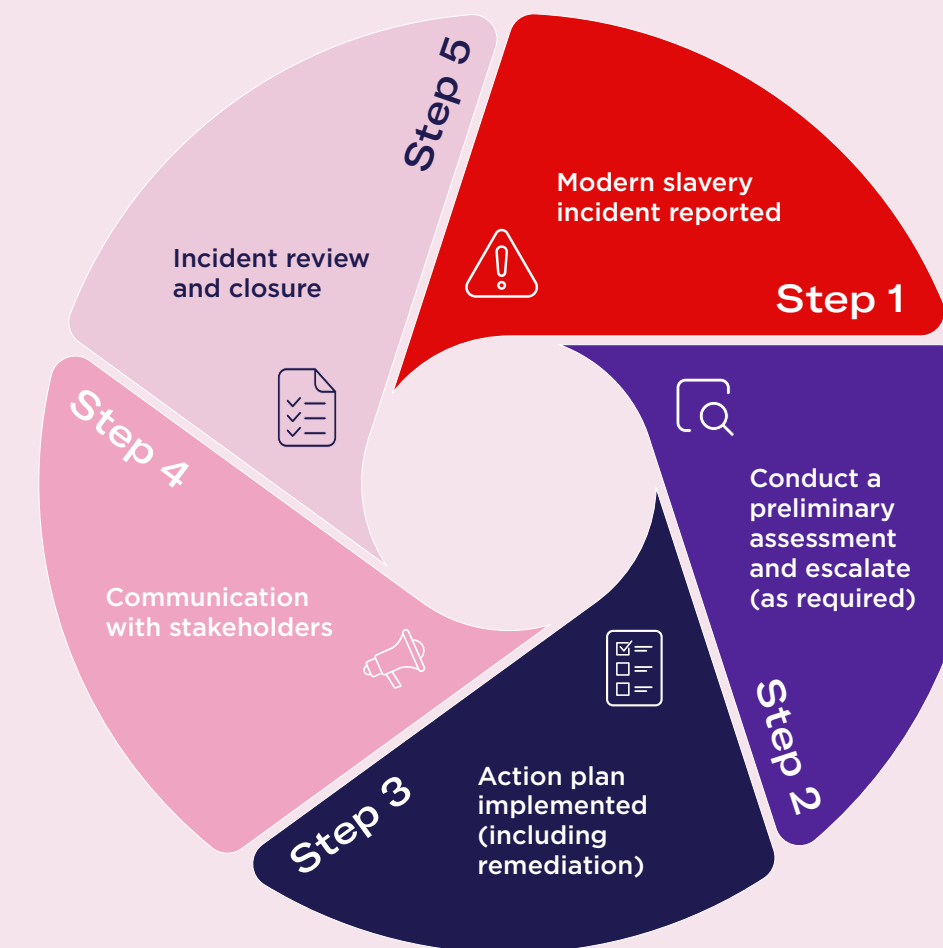 Step 1
Modern slavery
incident reported
Step 2
Conduct a
preliminary
assessment
and escalate
(as required)
Step 3
Action plan
implemented
(including
remediation)
Step 4
Communication
with stakeholders
Step 5
Incident review
and closure